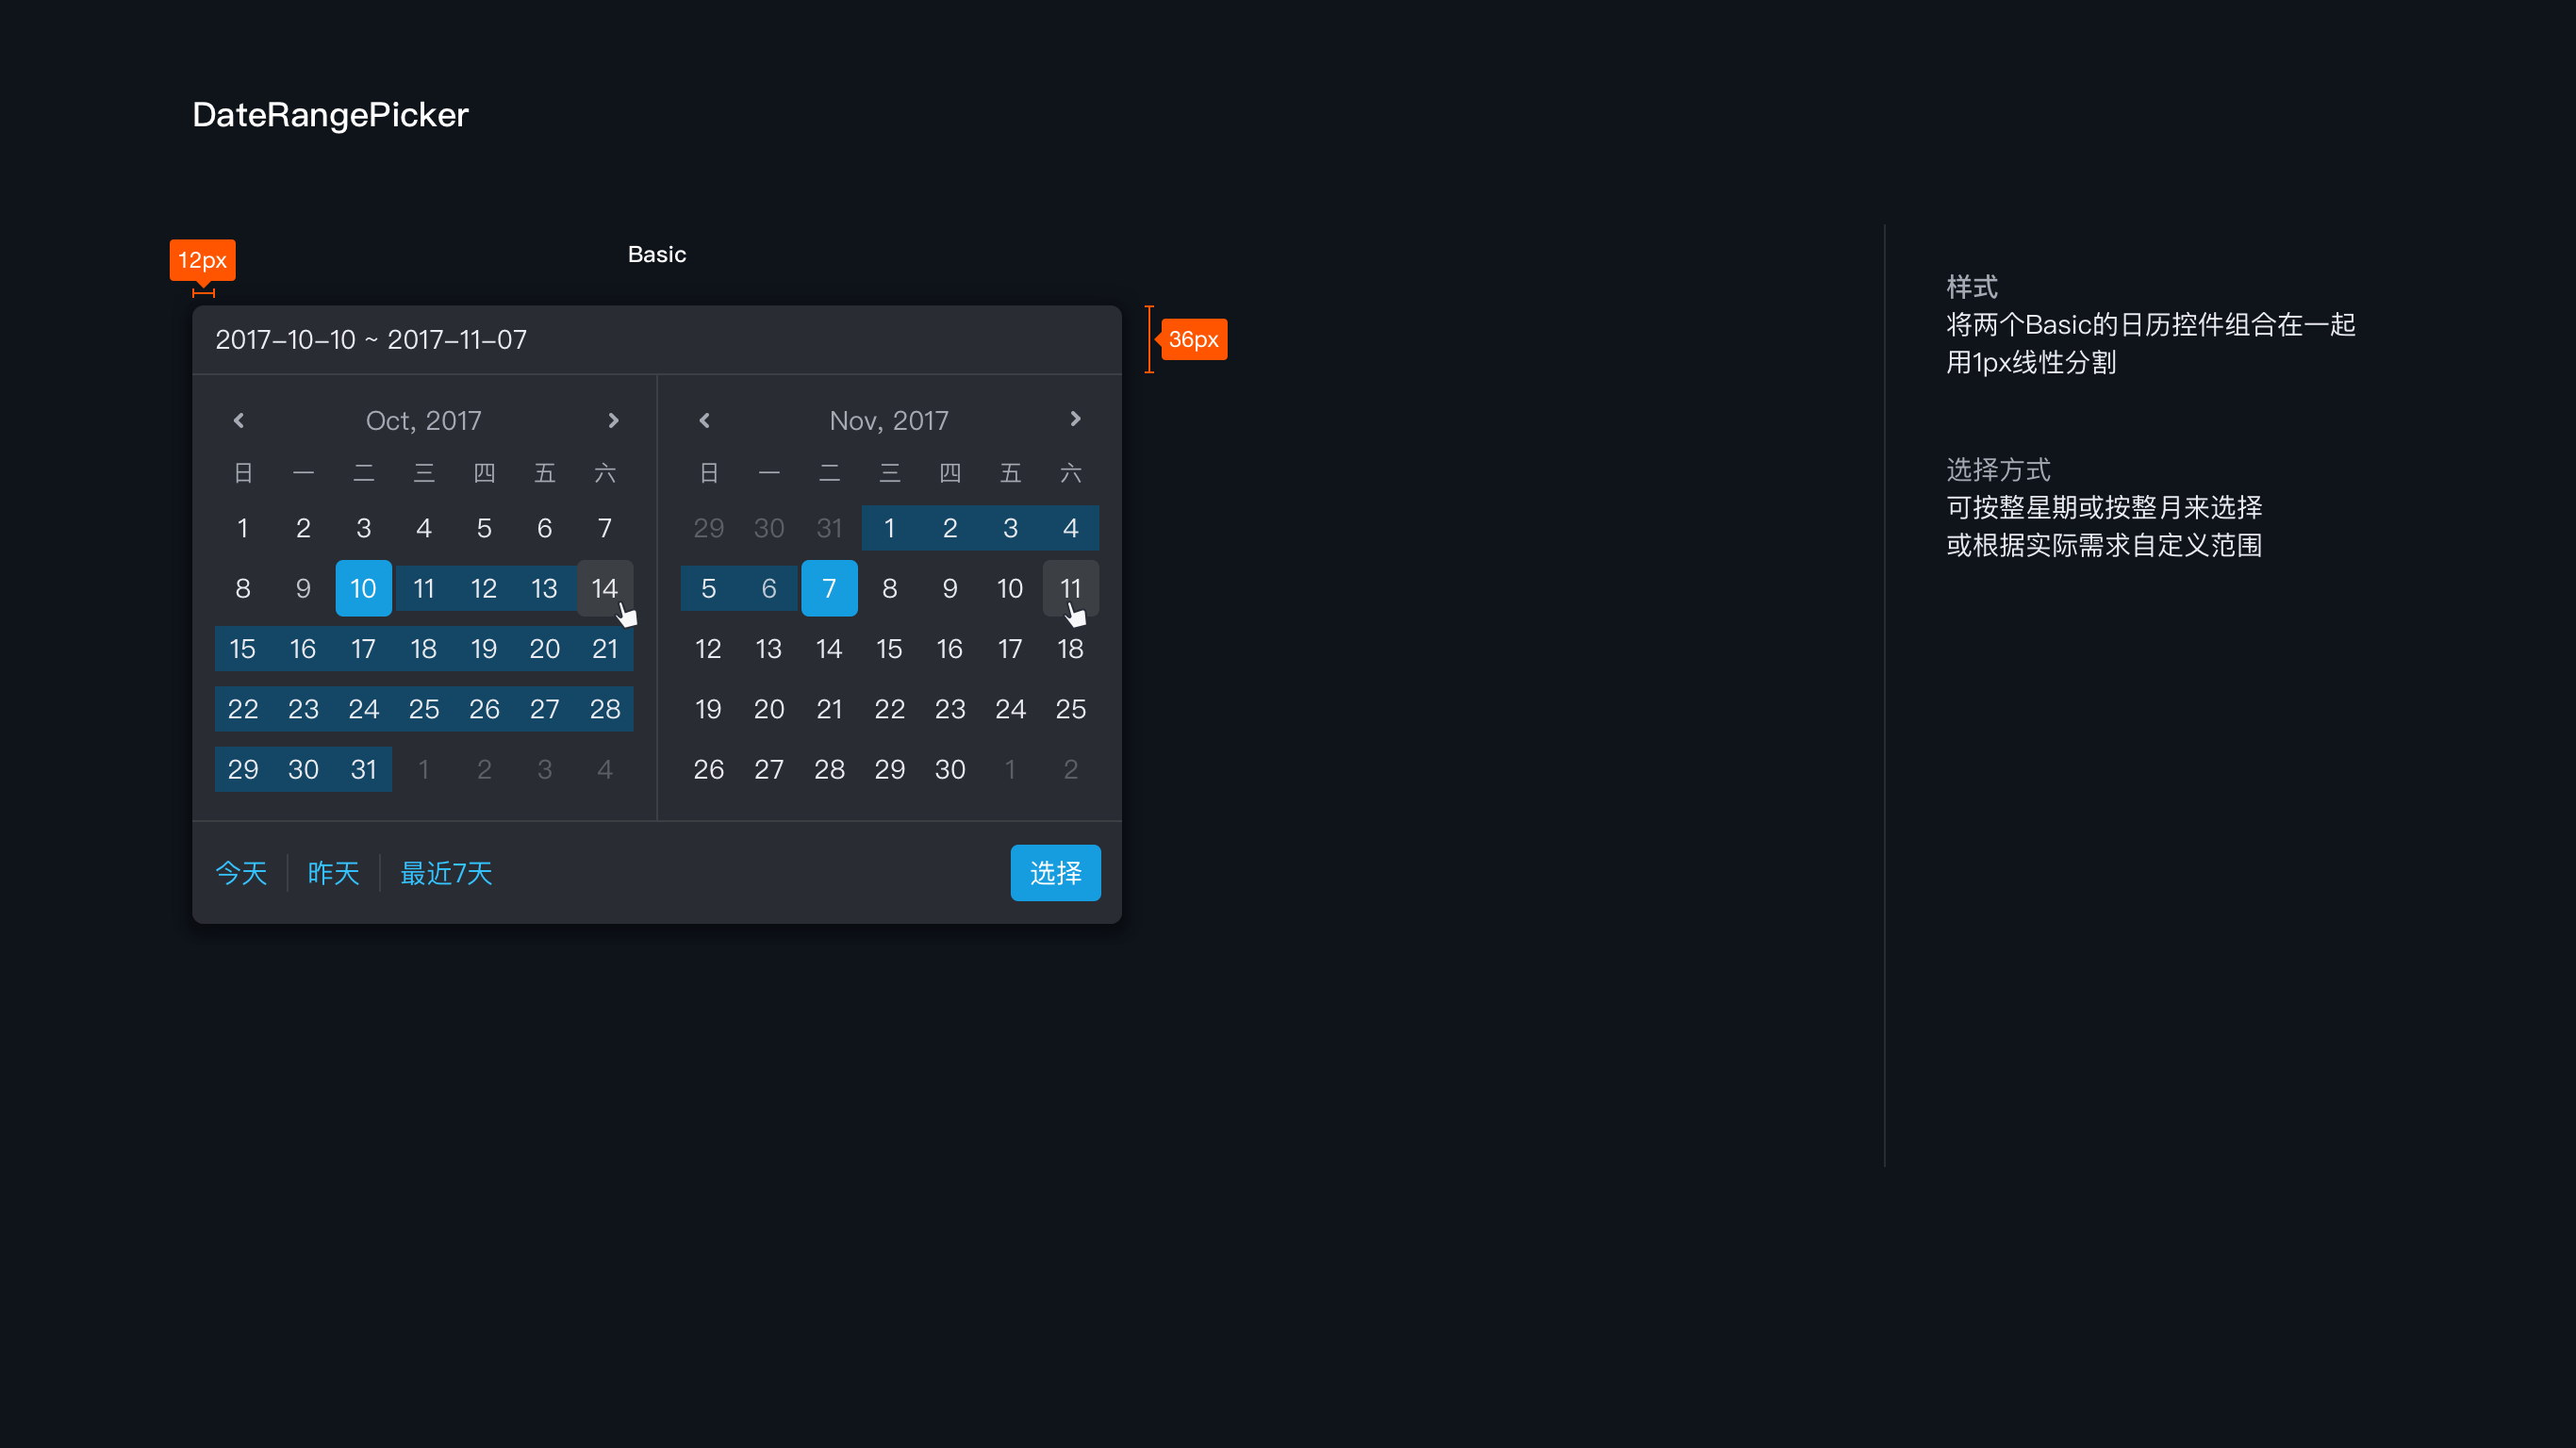 DateRangePicker
Basic
12px
2017-10-10 ~ 2017-11-07
36px
Oct, 2017
日 一 二 三 四 五 六
1 2 3 4 5 6 7
8 9 10 11 12 13 14
15 16 17 18 19 20 21
22 23 24 25 26 27 28
29 30 31 1 2 3 4
Nov, 2017
日 一 二 三 四 五 六
29 30 31 1 2 3 4
5 6 7 8 9 10 11
12 13 14 15 16 17 18
19 20 21 22 23 24 25
26 27 28 29 30 1 2
今天 昨天 最近7天
选择
样式
将两个Basic的日历控件组合在一起
用1px线性分割
选择方式
可按整星期或按整月来选择
或根据实际需求自定义范围